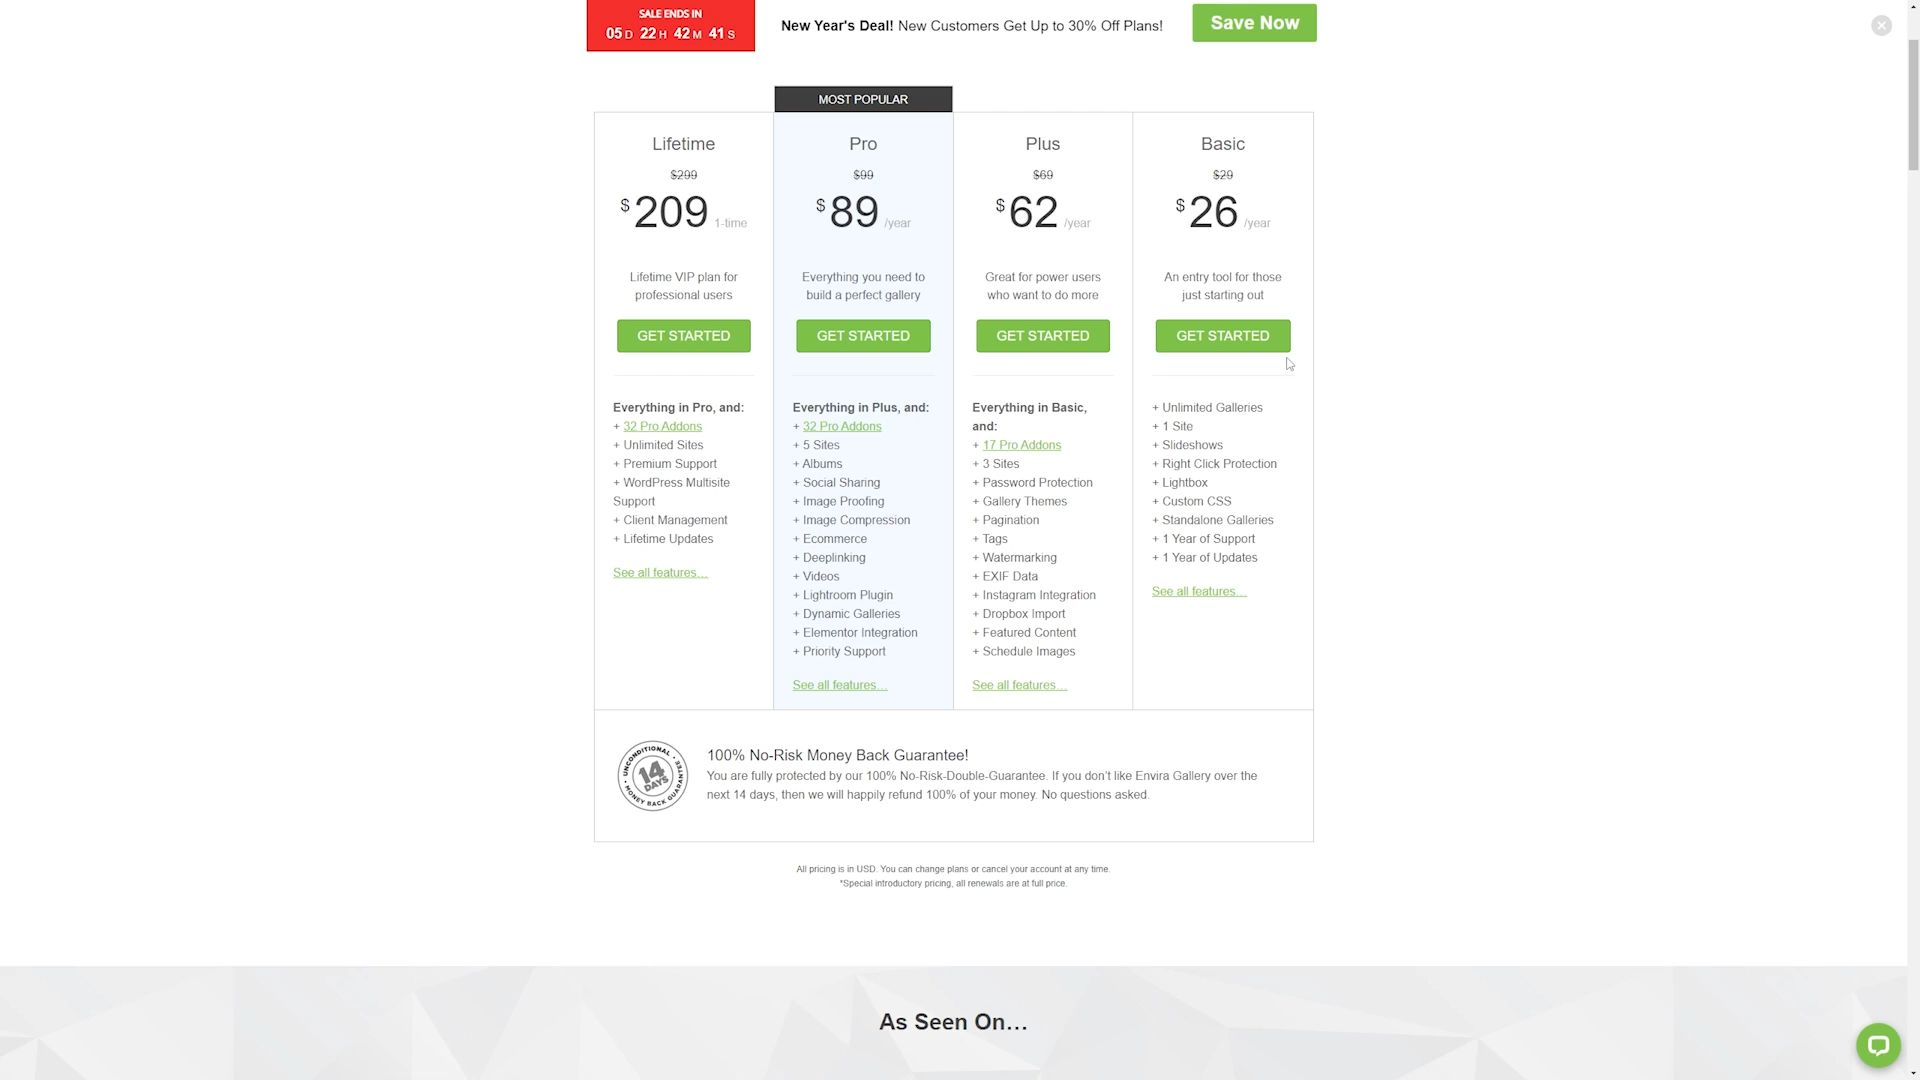 SALE ENDS IN
05 D 22 H 42 M 41 S
New Year's Deal! New Customers Get Up to 30% Off Plans!
Save Now
MOST POPULAR
Lifetime
$299
$ 209 1-time
Lifetime VIP plan for
professional users
GET STARTED
Everything in Pro, and:
+ 32 Pro Addons
+ Unlimited Sites
+ Premium Support
+ WordPress Multisite
Support
+ Client Management
+ Lifetime Updates
See all features...
Pro
$99
$ 89 /year
Everything you need to
build a perfect gallery
GET STARTED
Everything in Plus, and:
+ 32 Pro Addons
+ 5 Sites
+ Albums
+ Social Sharing
+ Image Proofing
+ Image Compression
+ Ecommerce
+ Deeplinking
+ Videos
+ Lightroom Plugin
+ Dynamic Galleries
+ Elementor Integration
+ Priority Support
See all features...
Plus
$69
$ 62 /year
Great for power users
who want to do more
GET STARTED
Everything in Basic,
and:
+ 17 Pro Addons
+ 3 Sites
+ Password Protection
+ Gallery Themes
+ Pagination
+ Tags
+ Watermarking
+ EXIF Data
+ Instagram Integration
+ Dropbox Import
+ Featured Content
+ Schedule Images
See all features...
Basic
$29
$ 26 /year
An entry tool for those
just starting out
GET STARTED
+ Unlimited Galleries
+ 1 Site
+ Slideshows
+ Right Click Protection
+ Lightbox
+ Custom CSS
+ Standalone Galleries
+ 1 Year of Support
+ 1 Year of Updates
See all features...
UNCONDITIONAL
14
DAYS
MONEY BACK GUARANTEE
100% No-Risk Money Back Guarantee!
You are fully protected by our 100% No-Risk-Double-Guarantee. If you don't like Envira Gallery over the
next 14 days, then we will happily refund 100% of your money. No questions asked.
All pricing is in USD. You can change plans or cancel your account at any time.
*Special introductory pricing, all renewals are at full price.
As Seen On...